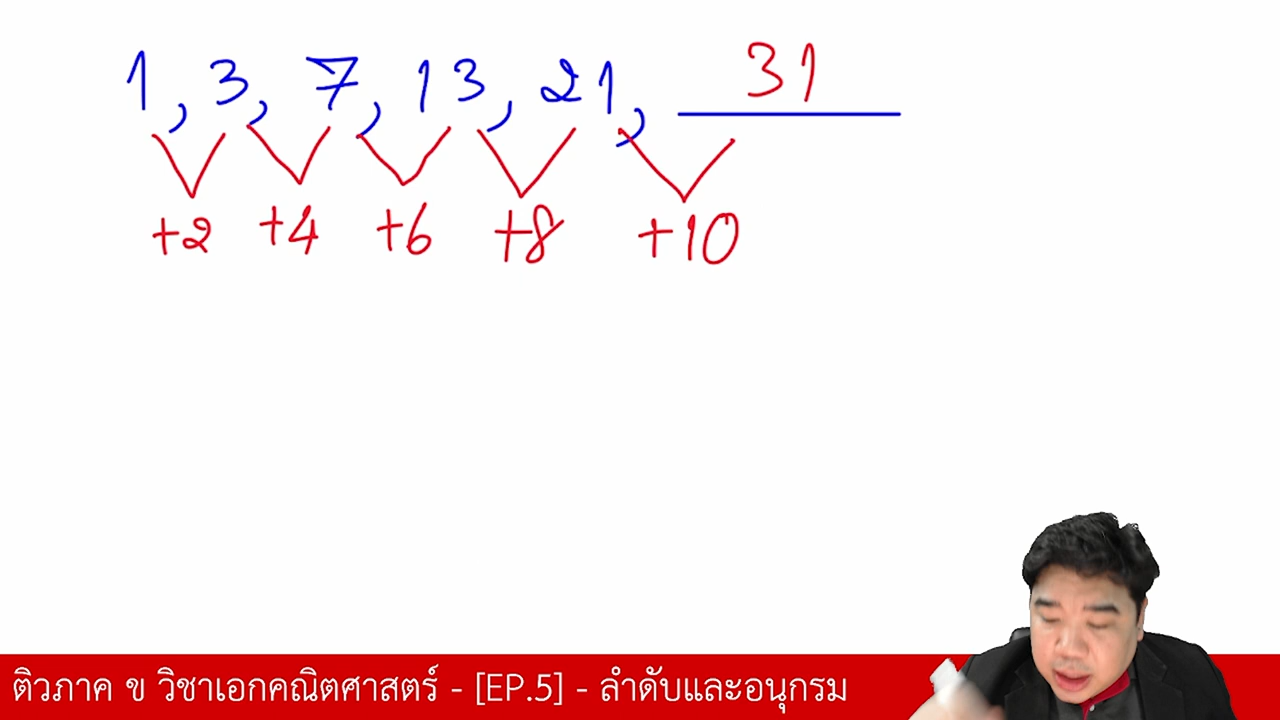 1, 3, 7, 13, 21, 31
+2 +4 +6 +8 +10
ติวภาค ข วิชาเอกคณิตศาสตร์ - [EP.5] - ลำดับและอนุกรม